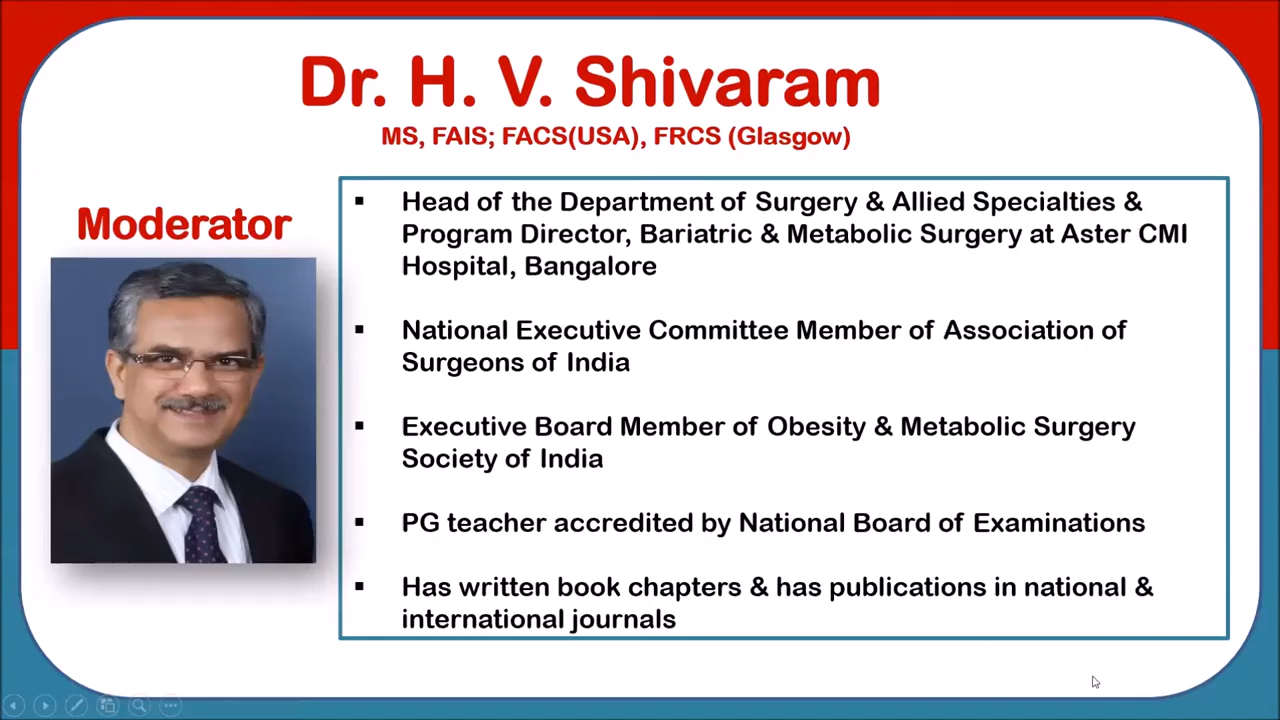 Dr. H. V. Shivaram
MS, FAIS; FACS(USA), FRCS (Glasgow)
Moderator
▪ Head of the Department of Surgery & Allied Specialties &
Program Director, Bariatric & Metabolic Surgery at Aster CMI
Hospital, Bangalore
▪ National Executive Committee Member of Association of
Surgeons of India
▪ Executive Board Member of Obesity & Metabolic Surgery
Society of India
▪ PG teacher accredited by National Board of Examinations
▪ Has written book chapters & has publications in national &
international journals